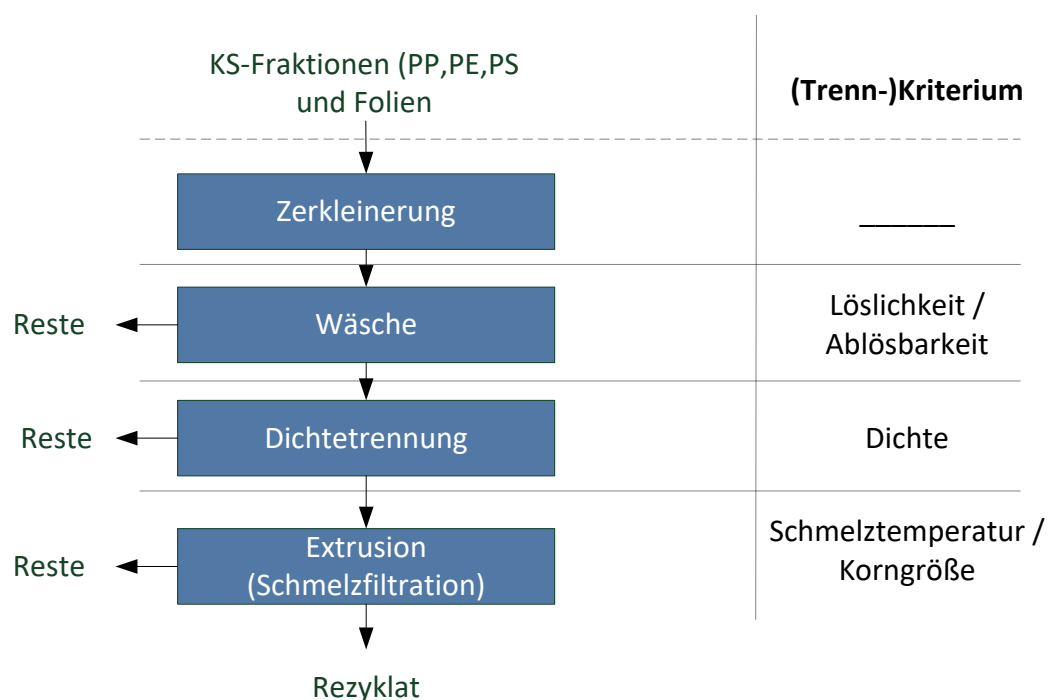 KS-Fraktionen (PP,PE,PS
und Folien
(Trenn-)Kriterium
Zerkleinerung
______
Reste
Wäsche
Löslichkeit /
Ablösbarkeit
Reste
Dichtetrennung
Dichte
Reste
Extrusion
(Schmelzfiltration)
Schmelztemperatur /
Korngröße
Rezyklat